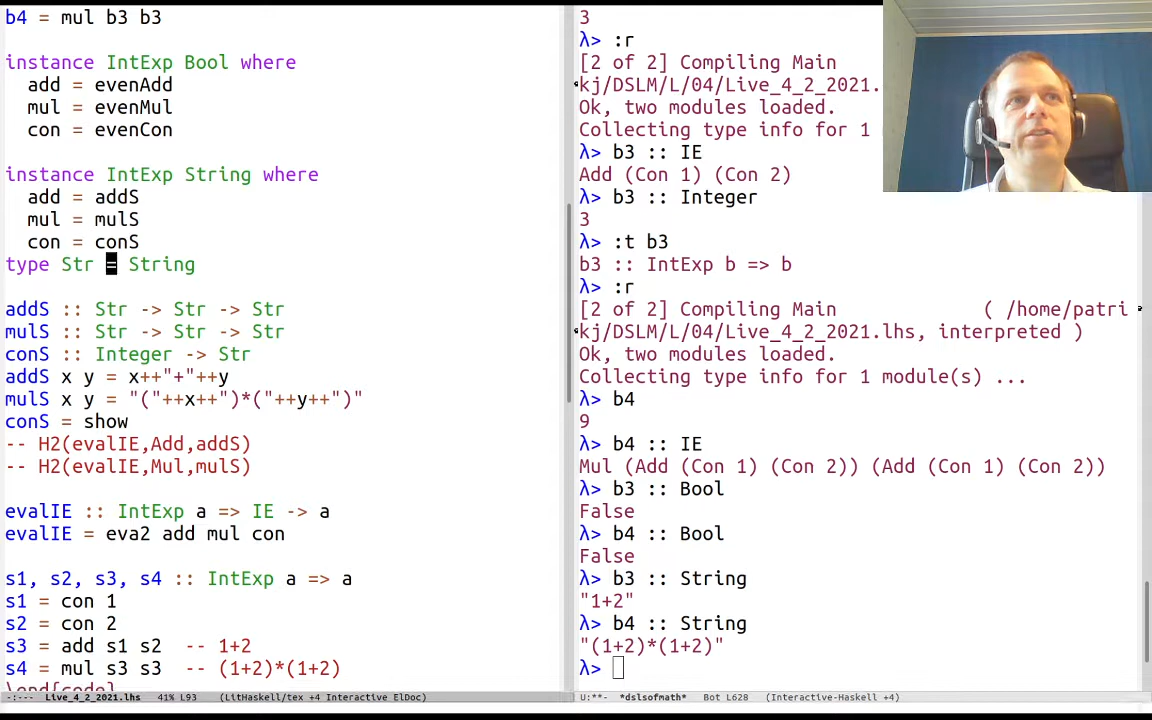 b4 = mul b3 b3
instance IntExp Bool where
add = evenAdd
mul = evenMul
con = evenCon
instance IntExp String where
add = addS
mul = mulS
con = conS
type Str = String
addS :: Str -> Str -> Str
mulS :: Str -> Str -> Str
conS :: Integer -> Str
addS x y = x++"+"++y
mulS x y = "("++x++")*("++y++")"
conS = show
-- H2(evalIE,Add,addS)
-- H2(evalIE,Mul,mulS)
evalIE :: IntExp a => IE -> a
evalIE = eva2 add mul con
s1, s2, s3, s4 :: IntExp a => a
s1 = con 1
s2 = con 2
s3 = add s1 s2  -- 1+2
s4 = mul s3 s3  -- (1+2)*(1+2)
\end{code}
-:--- Live_4_2_2021.lhs 41% L93 (LitHaskell/tex +4 Interactive ElDoc)
3
λ> :r
[2 of 2] Compiling Main
kj/DSLM/L/04/Live_4_2_2021.
Ok, two modules loaded.
Collecting type info for 1
λ> b3 :: IE
Add (Con 1) (Con 2)
λ> b3 :: Integer
3
λ> :t b3
b3 :: IntExp b => b
λ> :r
[2 of 2] Compiling Main ( /home/patri
kj/DSLM/L/04/Live_4_2_2021.lhs, interpreted )
Ok, two modules loaded.
Collecting type info for 1 module(s) ...
λ> b4
9
λ> b4 :: IE
Mul (Add (Con 1) (Con 2)) (Add (Con 1) (Con 2))
λ> b3 :: Bool
False
λ> b4 :: Bool
False
λ> b3 :: String
"1+2"
λ> b4 :: String
"(1+2)*(1+2)"
λ>
U:**- *dslsofmath* Bot L628 (Interactive-Haskell +4)